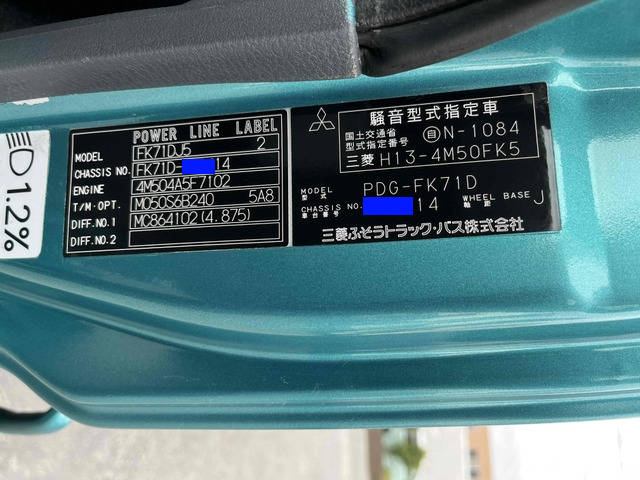 1.2%
POWER LINE LABEL
MODEL FK71DJ5 2
CHASSIS NO. FK71D- 14
ENGINE 4M504A5F7102
T/M・OPT. M050S6B240 5A8
DIFF.NO.1 MC864102(4.875)
DIFF.NO.2
騒音型式指定車
国土交通省
型式指定番号 自N-1084
三菱 H13-4M50FK5
MODEL
型式 PDG-FK71D
CHASSIS NO.
車台番号 14 WHEEL BASE
軸距 J
三菱ふそうトラック・バス株式会社